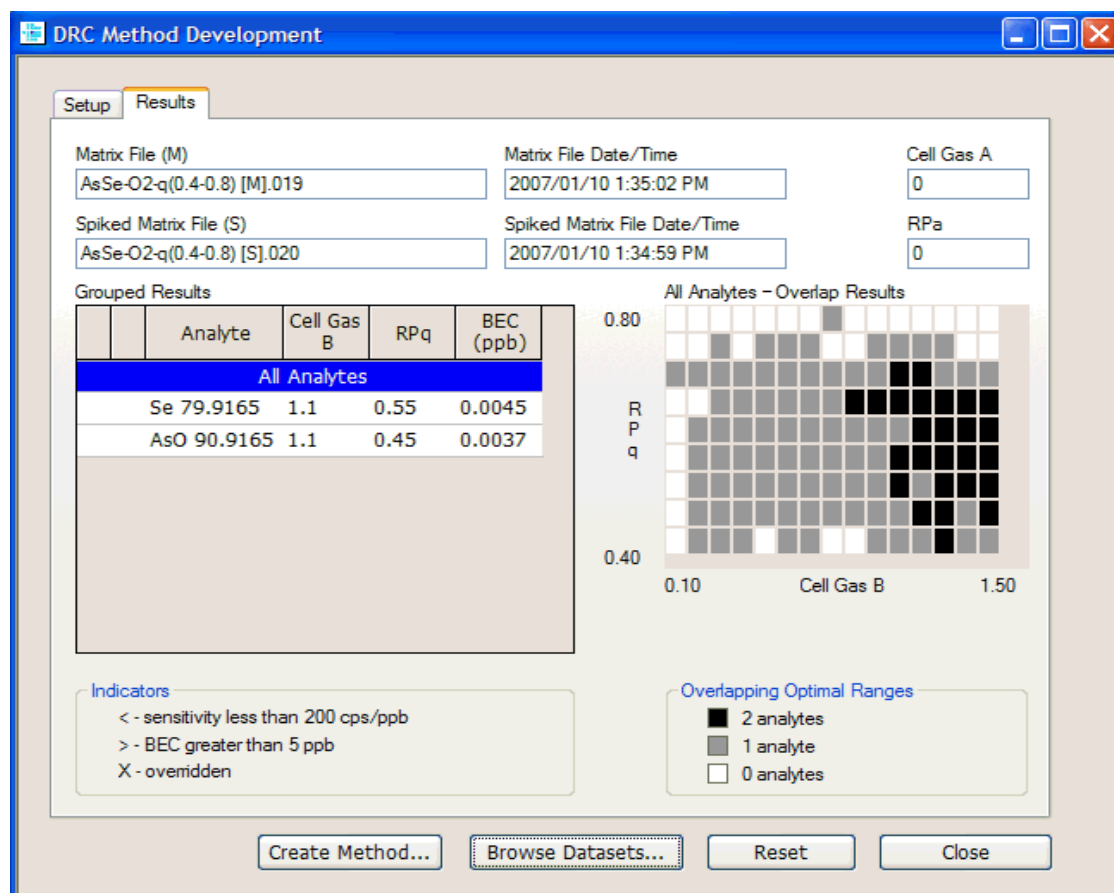 DRC Method Development
Setup Results
Matrix File (M) Matrix File Date/Time Cell Gas A
AsSe-O2-q(0.4-0.8) [M].019 2007/01/10 1:35:02 PM 0
Spiked Matrix File (S) Spiked Matrix File Date/Time RPa
AsSe-O2-q(0.4-0.8) [S].020 2007/01/10 1:34:59 PM 0
Grouped Results All Analytes - Overlap Results
Analyte Cell Gas B RPq BEC (ppb)
All Analytes
Se 79.9165 1.1 0.55 0.0045
AsO 90.9165 1.1 0.45 0.0037
0.80
RPq
0.40
0.10 Cell Gas B 1.50
Indicators
< - sensitivity less than 200 cps/ppb
> - BEC greater than 5 ppb
X - overridden
Overlapping Optimal Ranges
2 analytes
1 analyte
0 analytes
Create Method... Browse Datasets... Reset Close